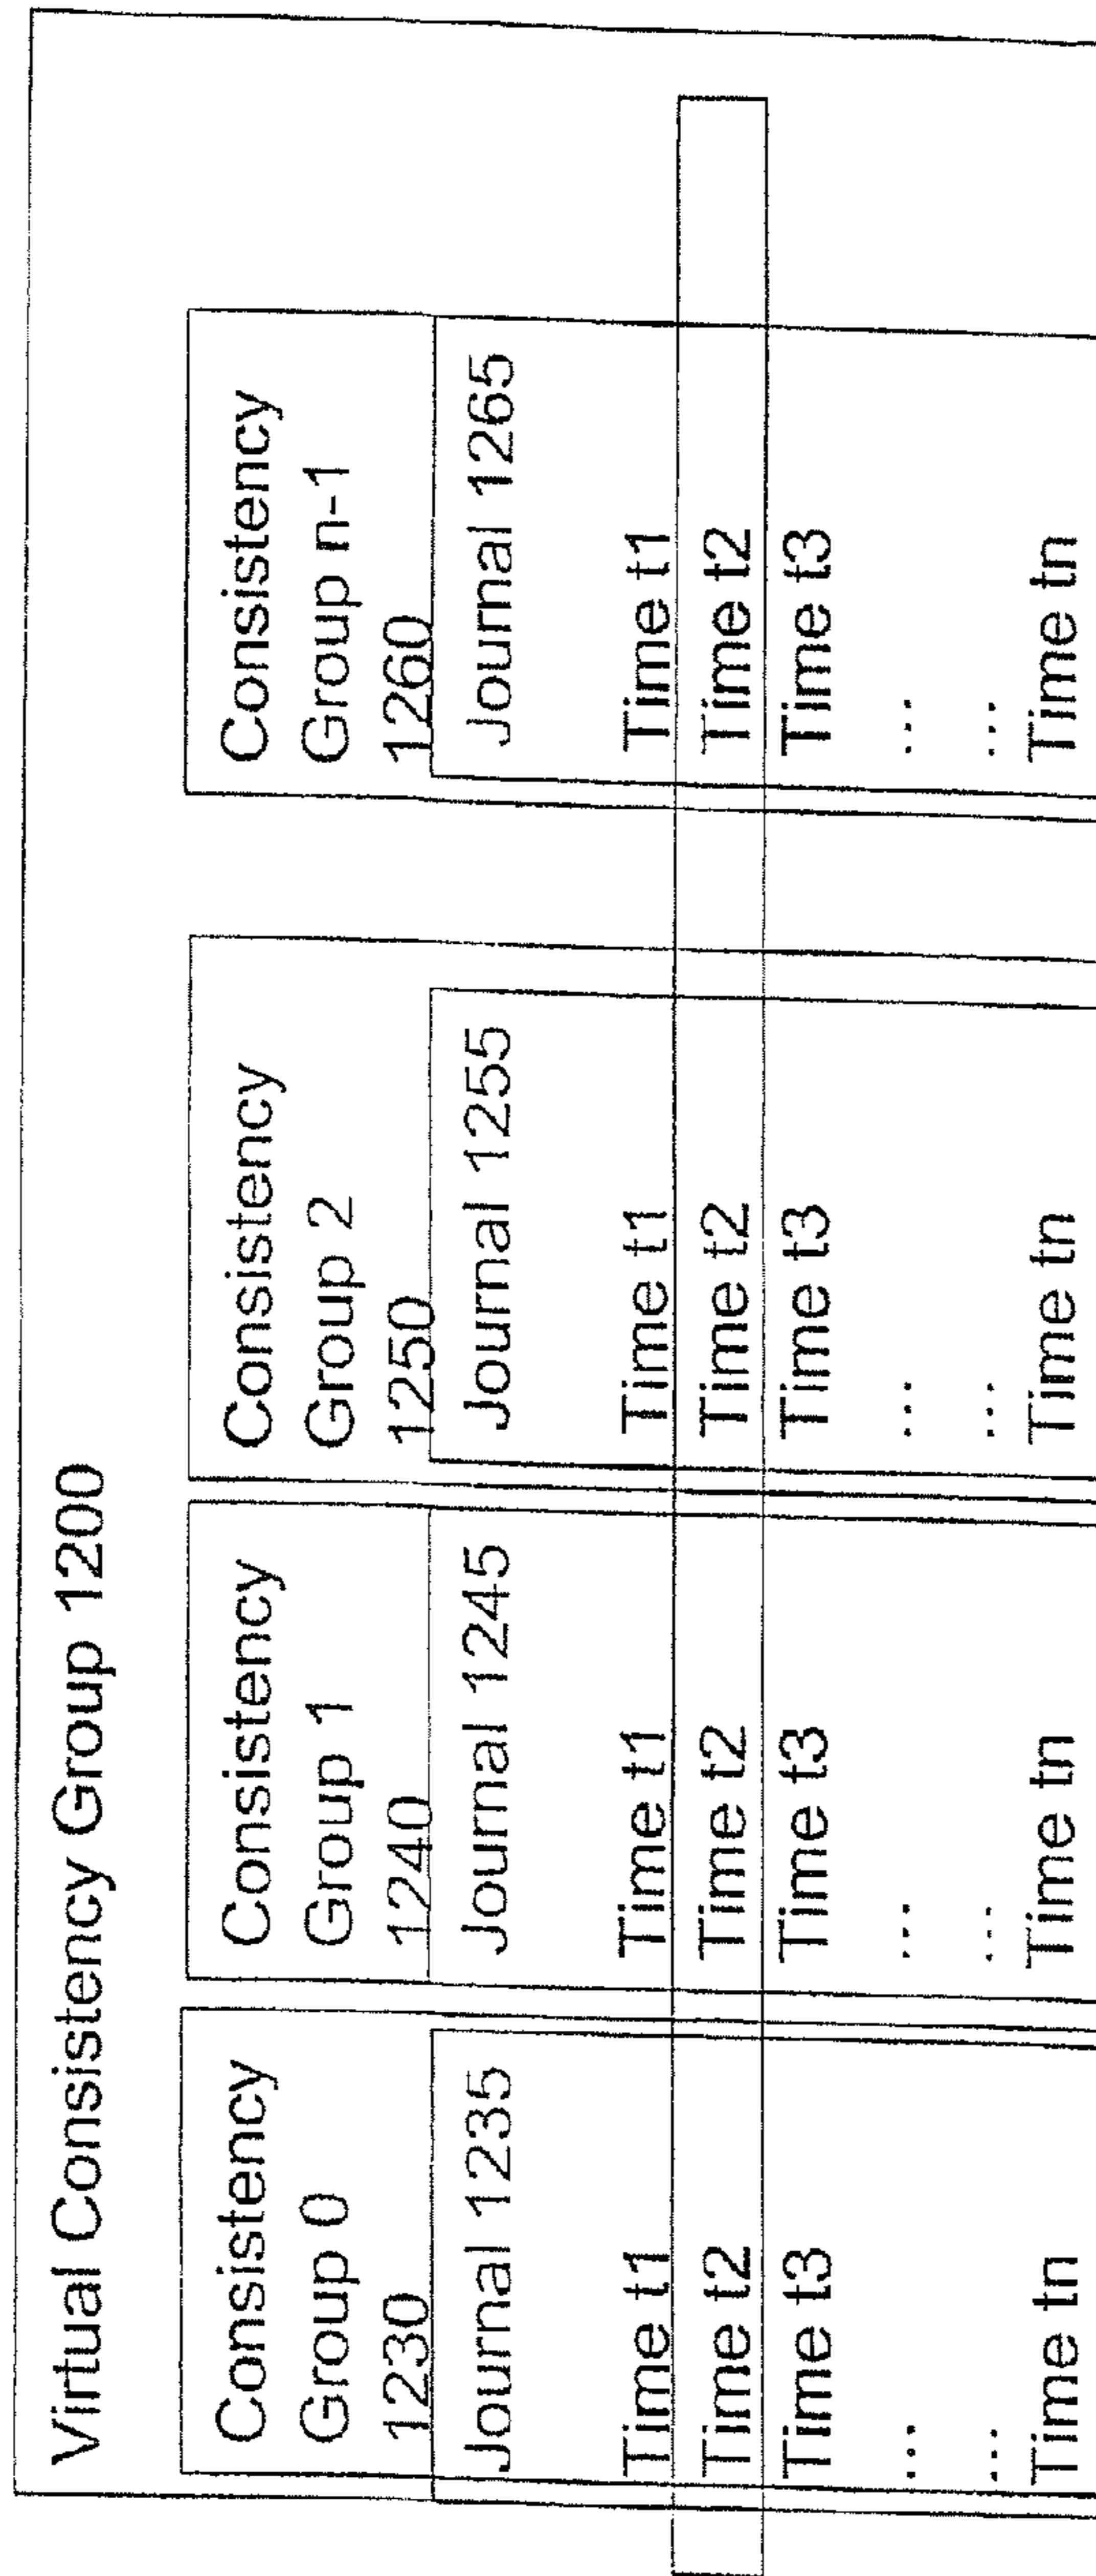 Virtual Consistency Group 1200
Consistency
Group 0
1230
Journal 1235
Time t1
Time t2
Time t3
...
...
Time tn
Consistency
Group 1
1240
Journal 1245
Time t1
Time t2
Time t3
...
...
Time tn
Consistency
Group 2
1250
Journal 1255
Time t1
Time t2
Time t3
...
...
Time tn
Consistency
Group n-1
1260
Journal 1265
Time t1
Time t2
Time t3
...
...
Time tn